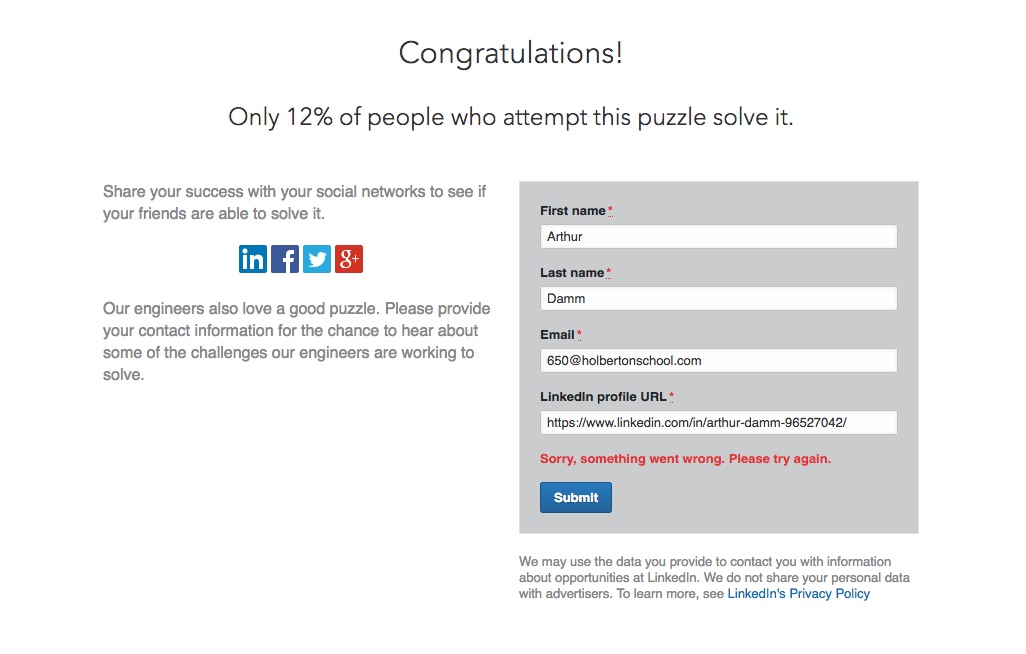 Congratulations!
Only 12% of people who attempt this puzzle solve it.
Share your success with your social networks to see if
your friends are able to solve it.
in f g+
Our engineers also love a good puzzle. Please provide
your contact information for the chance to hear about
some of the challenges our engineers are working to
solve.
First name*
Arthur
Last name*
Damm
Email*
650@holbertonschool.com
LinkedIn profile URL*
https://www.linkedin.com/in/arthur-damm-96527042/
Sorry, something went wrong. Please try again.
Submit
We may use the data you provide to contact you with information
about opportunities at LinkedIn. We do not share your personal data
with advertisers. To learn more, see LinkedIn's Privacy Policy